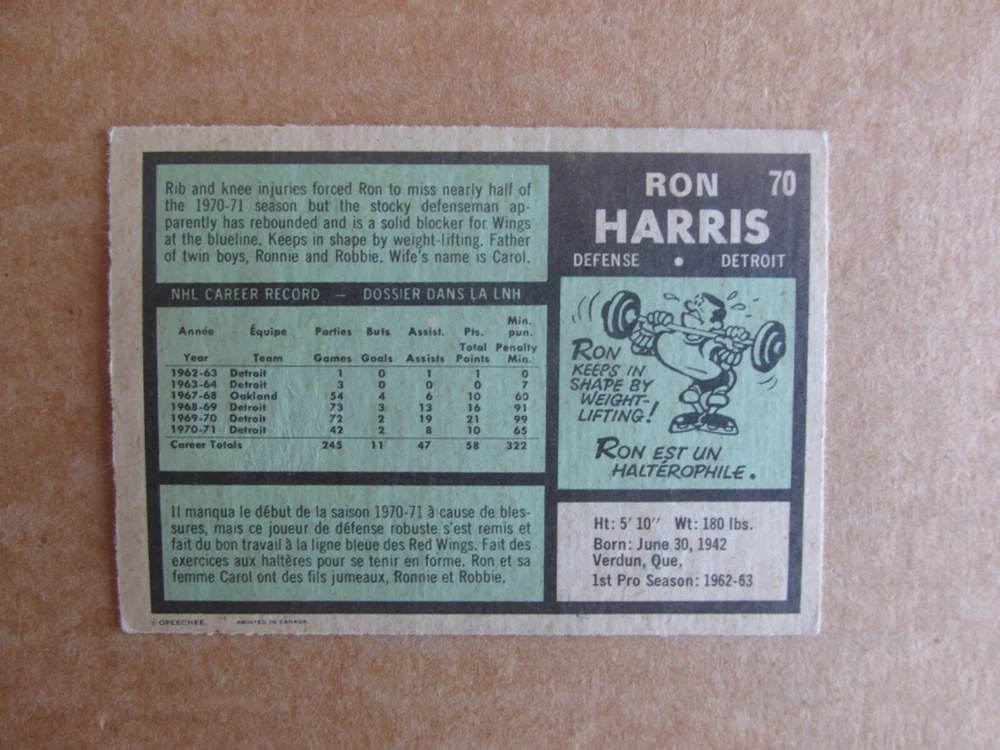 Rib and knee injuries forced Ron to miss nearly half of
the 1970-71 season but the stocky defenseman ap-
parently has rebounded and is a solid blocker for Wings
at the blueline. Keeps in shape by weight-lifting. Father
of twin boys, Ronnie and Robbie. Wife's name is Carol.
NHL CAREER RECORD — DOSSIER DANS LA LNH
Année Équipe Parties Buts Assist. Pts. Min. pun.
Year Team Games Goals Assists Total Points Penalty Min.
1962-63 Detroit 1 0 1 1 0
1963-64 Detroit 3 0 0 0 7
1967-68 Oakland 54 4 6 10 60
1968-69 Detroit 73 3 13 16 91
1969-70 Detroit 72 2 19 21 99
1970-71 Detroit 42 2 8 10 65
Career Totals 245 11 47 58 322
Il manqua le début de la saison 1970-71 à cause de bles-
sures, mais ce joueur de défense robuste s'est remis et
fait du bon travail à la ligne bleue des Red Wings. Fait des
exercices aux haltères pour se tenir en forme. Ron et sa
femme Carol ont des fils jumeaux, Ronnie et Robbie.
RON 70
HARRIS
DEFENSE • DETROIT
RON
KEEPS IN
SHAPE BY
WEIGHT-
LIFTING!
RON EST UN
HALTÉROPHILE.
Ht: 5' 10" Wt: 180 lbs.
Born: June 30, 1942
Verdun, Que.
1st Pro Season: 1962-63
© OPEECHEE PRINTED IN CANADA